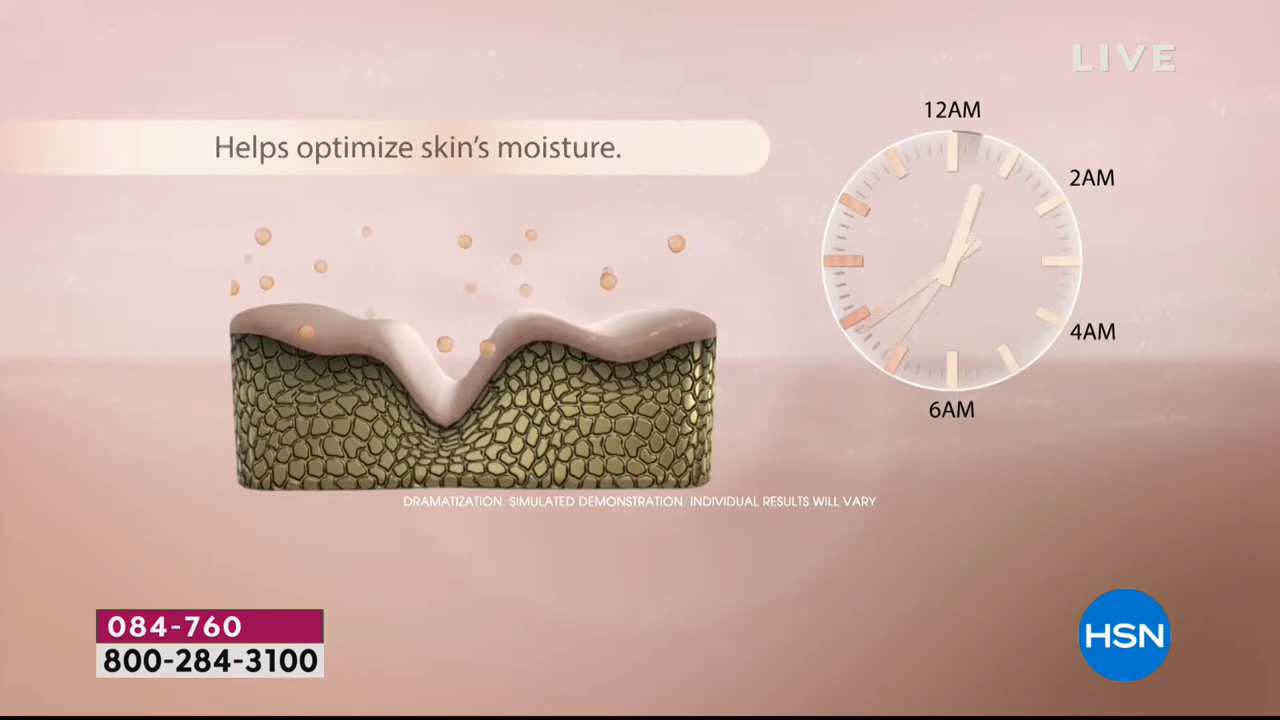 LIVE
Helps optimize skin's moisture.
12AM
2AM
4AM
6AM
DRAMATIZATION. SIMULATED DEMONSTRATION. INDIVIDUAL RESULTS WILL VARY
084-760
800-284-3100
HSN